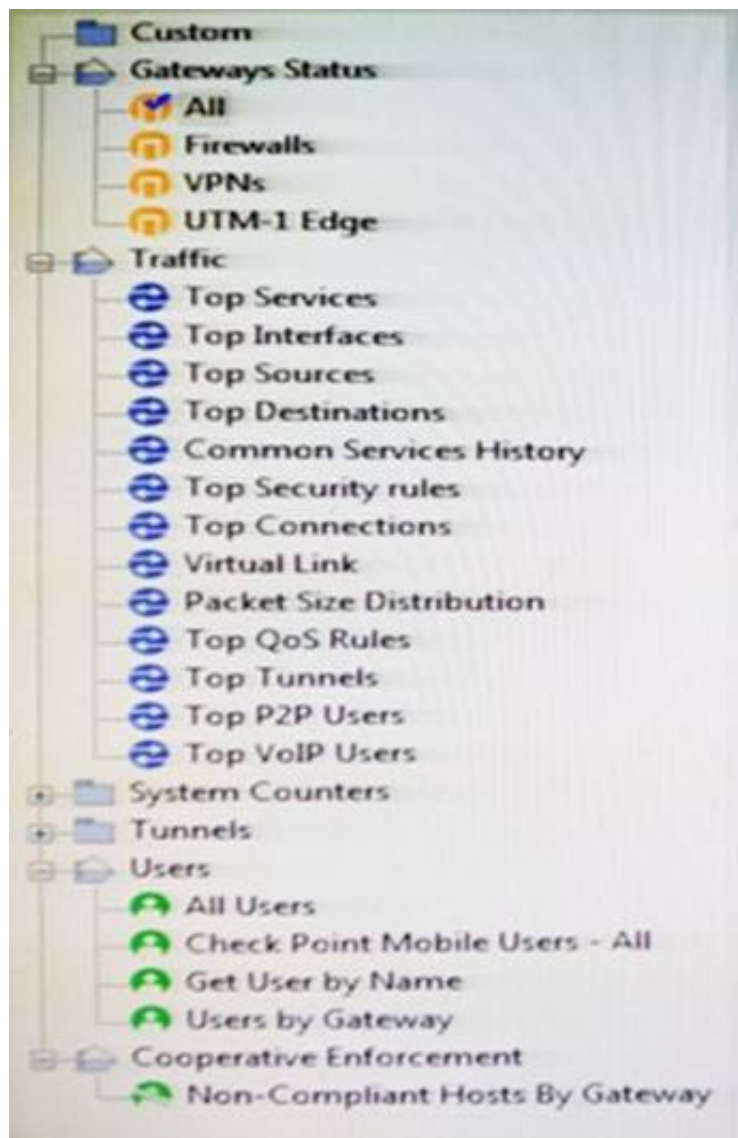 Custom
Gateways Status
All
Firewalls
VPNs
UTM-1 Edge
Traffic
Top Services
Top Interfaces
Top Sources
Top Destinations
Common Services History
Top Security rules
Top Connections
Virtual Link
Packet Size Distribution
Top QoS Rules
Top Tunnels
Top P2P Users
Top VoIP Users
System Counters
Tunnels
Users
All Users
Check Point Mobile Users - All
Get User by Name
Users by Gateway
Cooperative Enforcement
Non-Compliant Hosts By Gateway